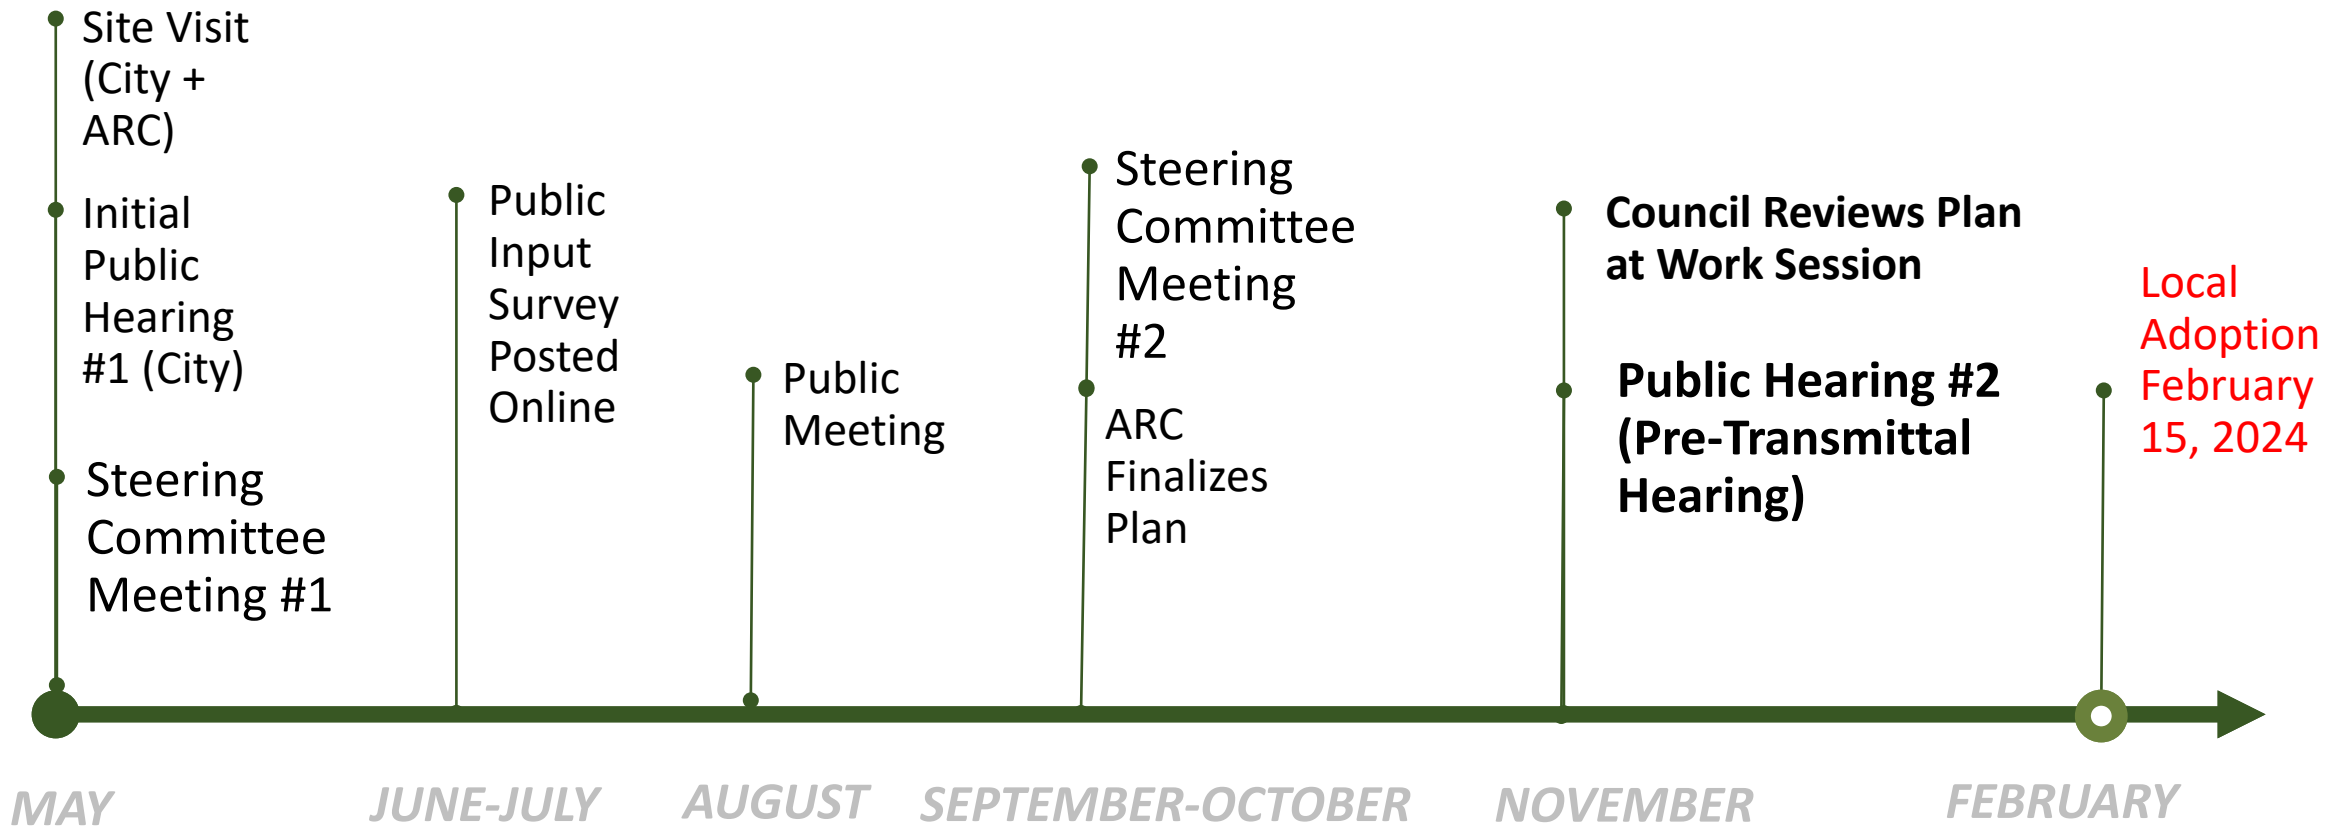 Site Visit
(City +
ARC)
Initial
Public
Hearing
#1 (City)
Steering
Committee
Meeting #1
Public
Input
Survey
Posted
Online
Public
Meeting
Steering
Committee
Meeting
#2
ARC
Finalizes
Plan
Council Reviews Plan
at Work Session
Public Hearing #2
(Pre-Transmittal
Hearing)
Local
Adoption
February
15, 2024
MAY
JUNE-JULY
AUGUST
SEPTEMBER-OCTOBER
NOVEMBER
FEBRUARY